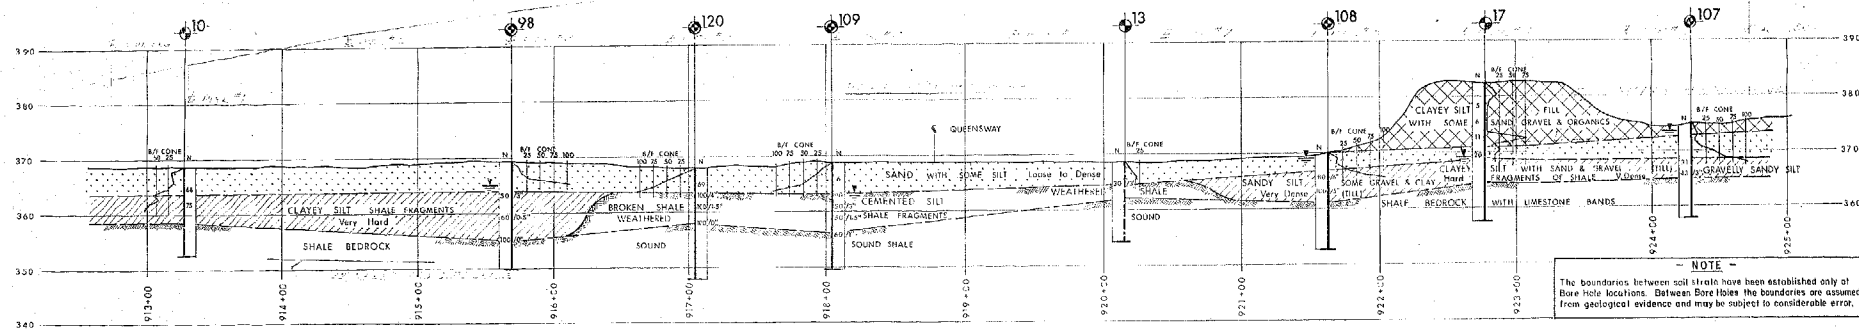 10
98
120
109
13
108
17
107
390
390
380
380
370
370
360
360
350
340
B/F CONE
50 25
N
44
75
N
B/F CONE
25 50 75 100
B/F CONE
100 75 50 25
N
B/F CONE
100 75 50 25
N
N
B/F CONE
25
N
B/F CONE
25 50 75 100
N
B/F CONE
25 50 75
N
B/F CONE
25 50 75 100
℄ QUEENSWAY
CLAYEY SILT FILL
WITH SOME SAND GRAVEL & ORGANICS
SAND WITH SOME SILT Loose to Dense
WEATHERED SHALE
CLAYEY SILT SHALE FRAGMENTS
Very Hard
BROKEN SHALE
WEATHERED
CEMENTED SILT
SHALE FRAGMENTS
SANDY SILT SOME GRAVEL & CLAY
Very Dense (TILL)
CLAYEY SILT WITH SAND & GRAVEL (TILL)
Hard FRAGMENTS OF SHALE V.Dense
GRAVELLY SANDY SILT
SHALE BEDROCK
SOUND
SOUND SHALE
SOUND
SHALE BEDROCK WITH LIMESTONE BANDS
913+00
914+00
915+00
916+00
917+00
918+00
919+00
920+00
921+00
922+00
923+00
924+00
925+00
- NOTE -
The boundaries between soil strata have been established only at
Bore Hole locations. Between Bore Holes the boundaries are assumed
from geological evidence and may be subject to considerable error.